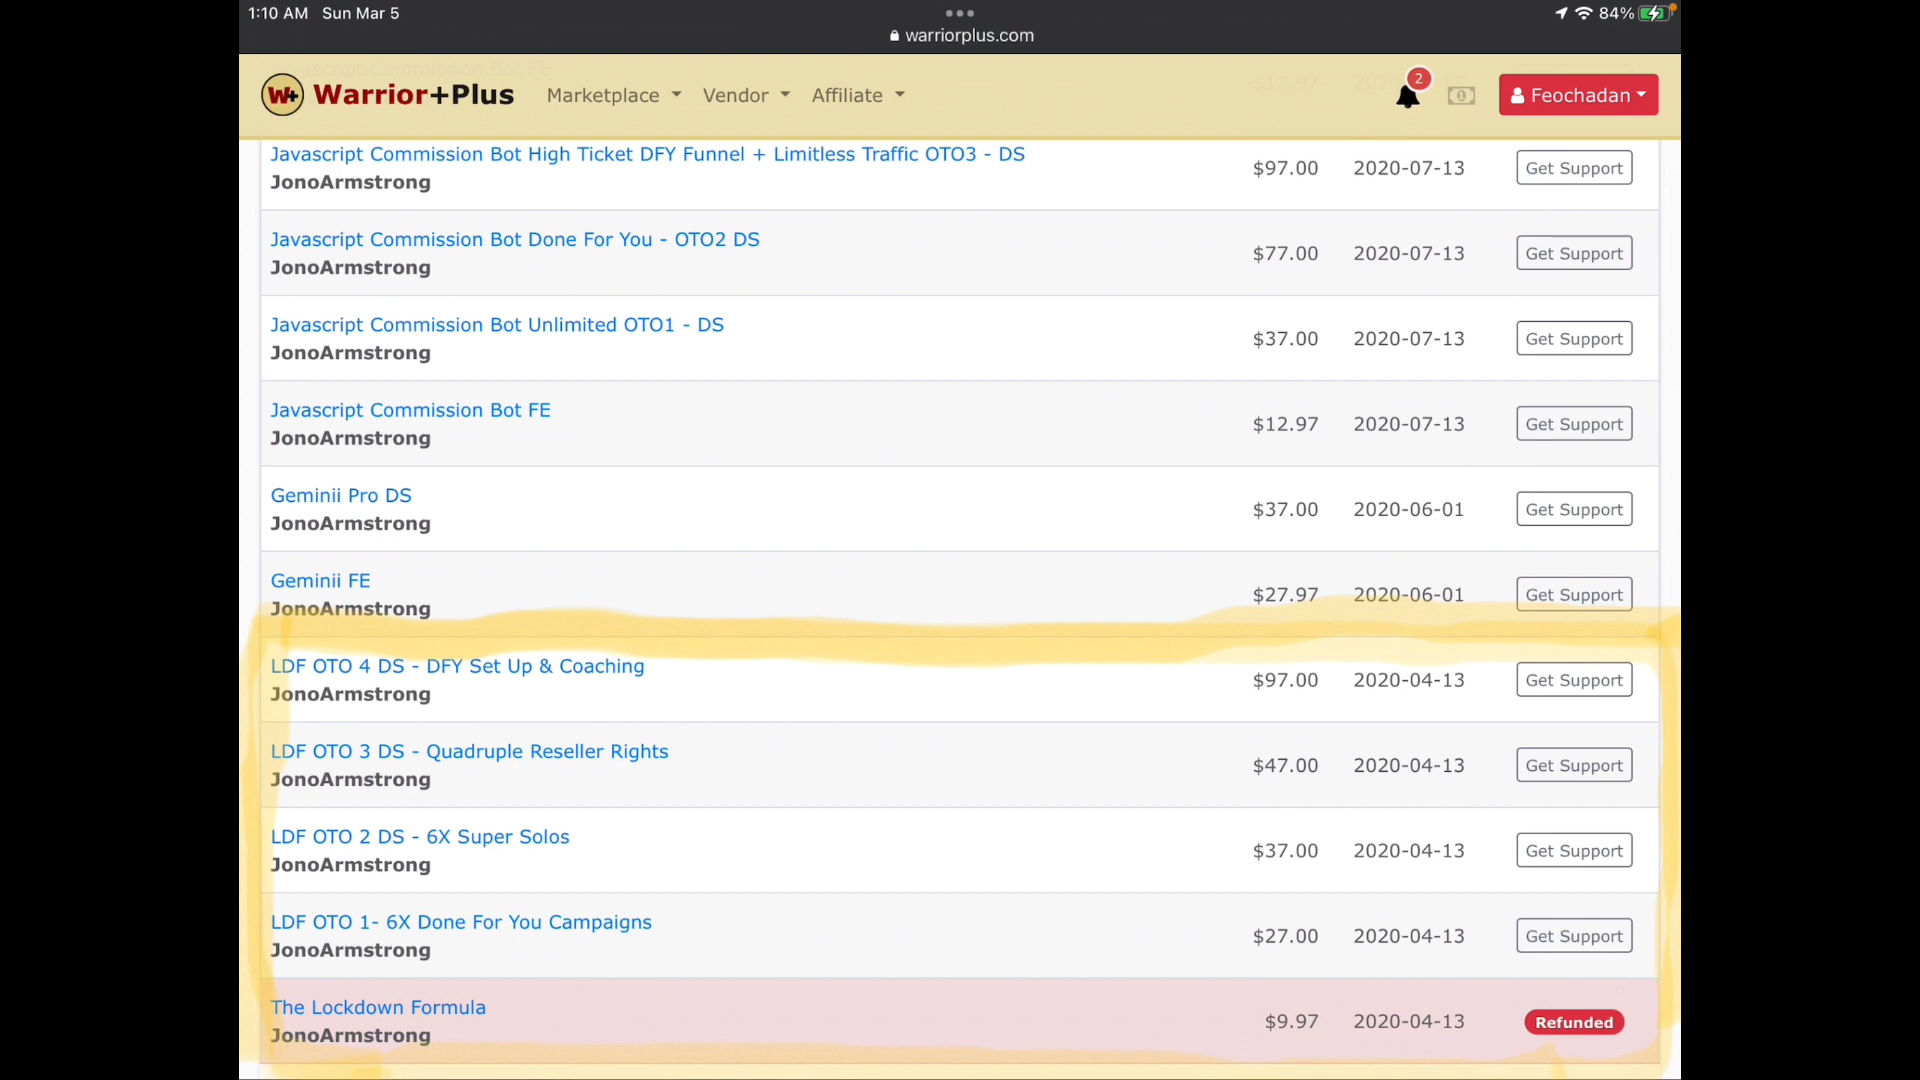 1:10 AM Sun Mar 5
84%
warriorplus.com
W+ Warrior+Plus Marketplace Vendor Affiliate 2 Feochadan
Javascript Commission Bot High Ticket DFY Funnel + Limitless Traffic OTO3 - DS
JonoArmstrong
$97.00 2020-07-13 Get Support
Javascript Commission Bot Done For You - OTO2 DS
JonoArmstrong
$77.00 2020-07-13 Get Support
Javascript Commission Bot Unlimited OTO1 - DS
JonoArmstrong
$37.00 2020-07-13 Get Support
Javascript Commission Bot FE
JonoArmstrong
$12.97 2020-07-13 Get Support
Geminii Pro DS
JonoArmstrong
$37.00 2020-06-01 Get Support
Geminii FE
JonoArmstrong
$27.97 2020-06-01 Get Support
LDF OTO 4 DS - DFY Set Up & Coaching
JonoArmstrong
$97.00 2020-04-13 Get Support
LDF OTO 3 DS - Quadruple Reseller Rights
JonoArmstrong
$47.00 2020-04-13 Get Support
LDF OTO 2 DS - 6X Super Solos
JonoArmstrong
$37.00 2020-04-13 Get Support
LDF OTO 1- 6X Done For You Campaigns
JonoArmstrong
$27.00 2020-04-13 Get Support
The Lockdown Formula
JonoArmstrong
$9.97 2020-04-13 Refunded